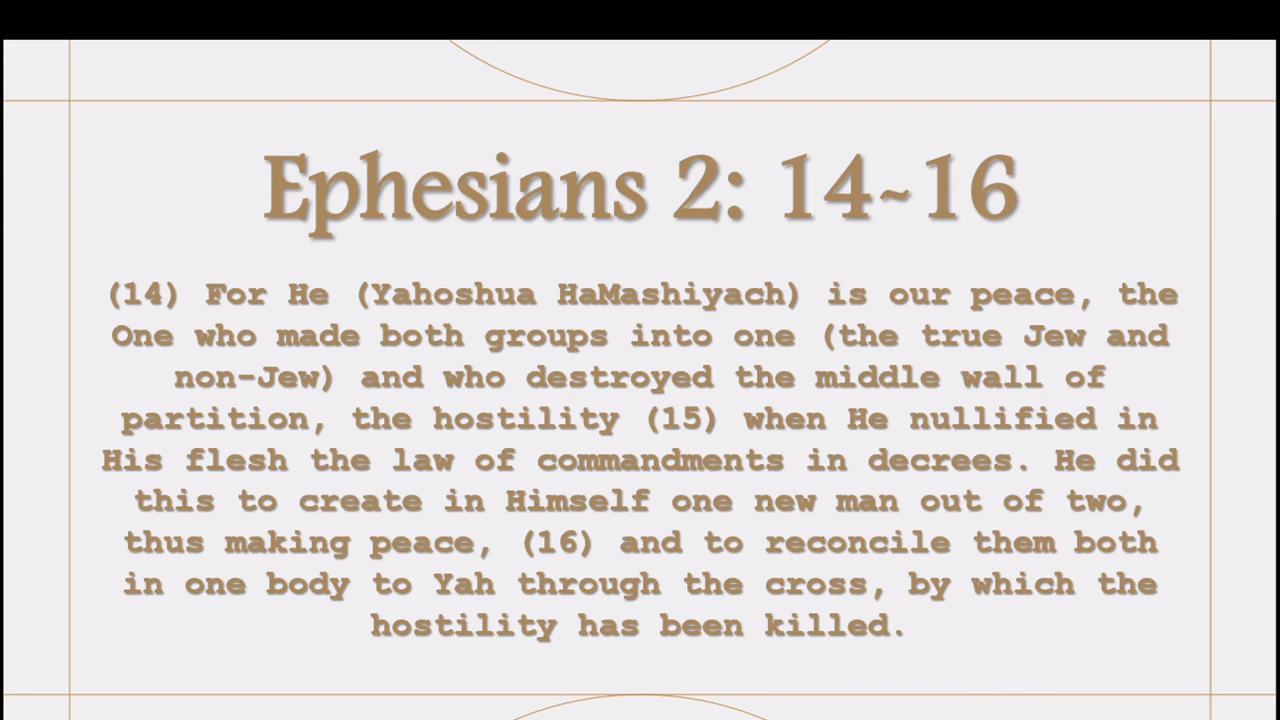 Ephesians 2: 14~16
(14) For He (Yahoshua HaMashiyach) is our peace, the
One who made both groups into one (the true Jew and
non-Jew) and who destroyed the middle wall of
partition, the hostility (15) when He nullified in
His flesh the law of commandments in decrees. He did
this to create in Himself one new man out of two,
thus making peace, (16) and to reconcile them both
in one body to Yah through the cross, by which the
hostility has been killed.